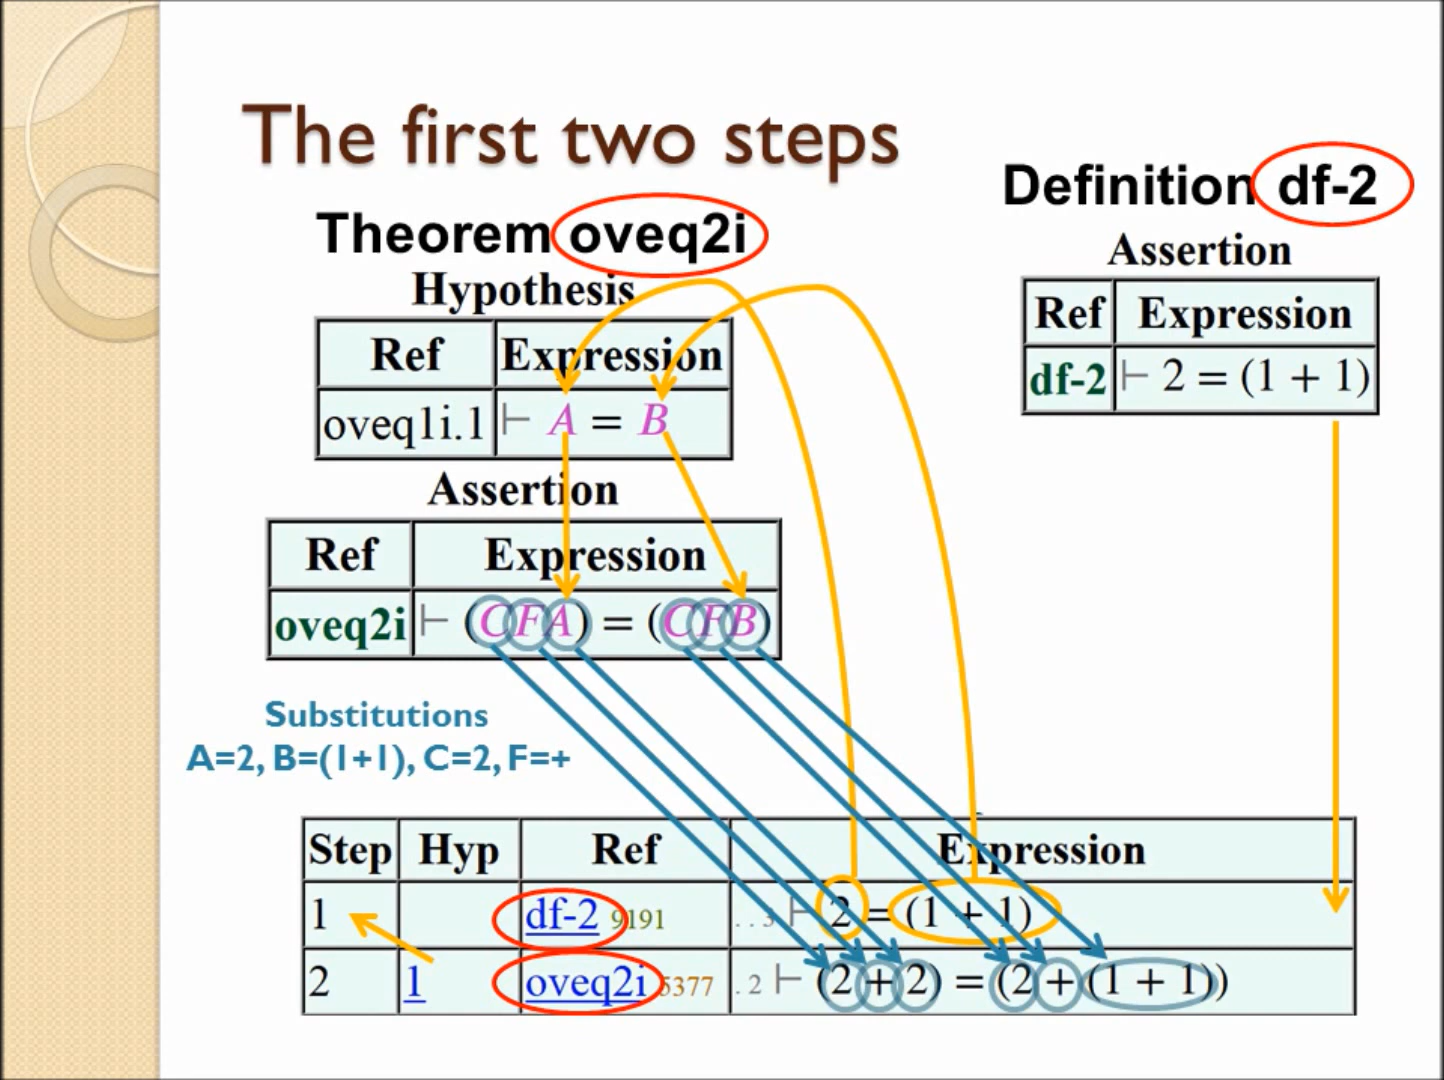 The first two steps
Definition df-2
Assertion
Ref Expression
df-2 ⊢ 2 = (1 + 1)
Theorem oveq2i
Hypothesis
Ref Expression
oveq1i.1 ⊢ A = B
Assertion
Ref Expression
oveq2i ⊢ (CFA) = (CFB)
Substitutions
A=2, B=(1+1), C=2, F=+
Step Hyp Ref Expression
1 df-2 9191 . . 3 ⊢ 2 = (1 + 1)
2 1 oveq2i 5377 . 2 ⊢ (2 + 2) = (2 + (1 + 1))